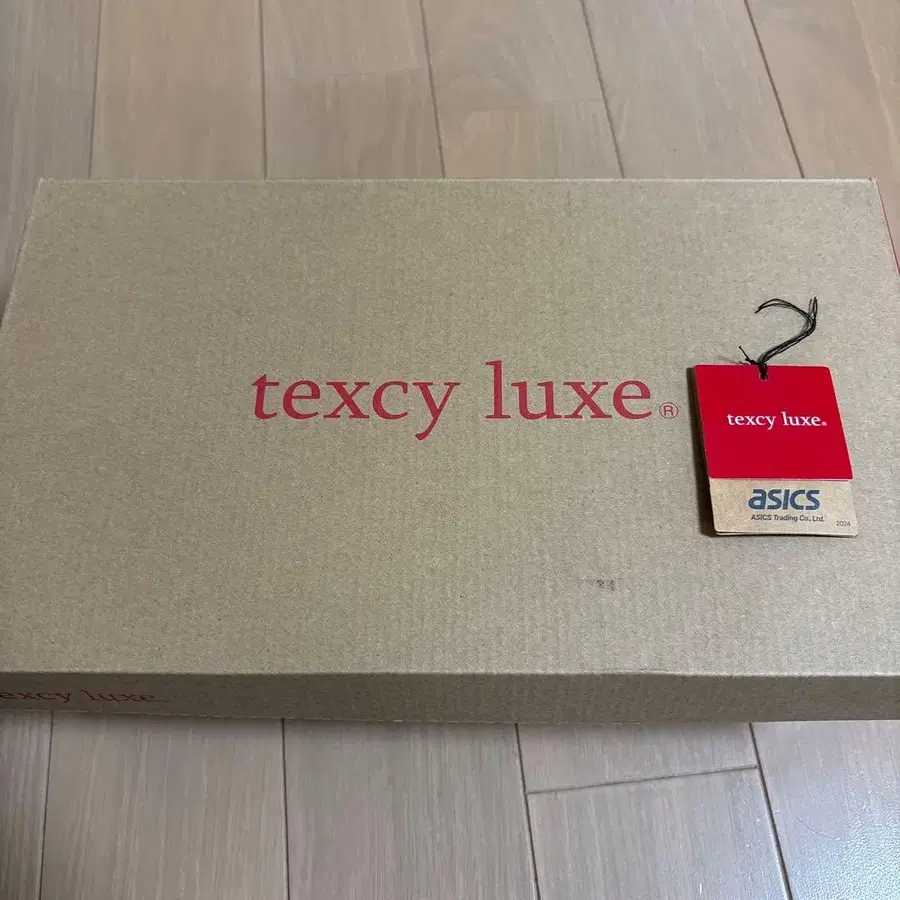 texcy luxe®
texcy luxe®
asics
ASICS Trading Co., Ltd.
2024
texcy luxe